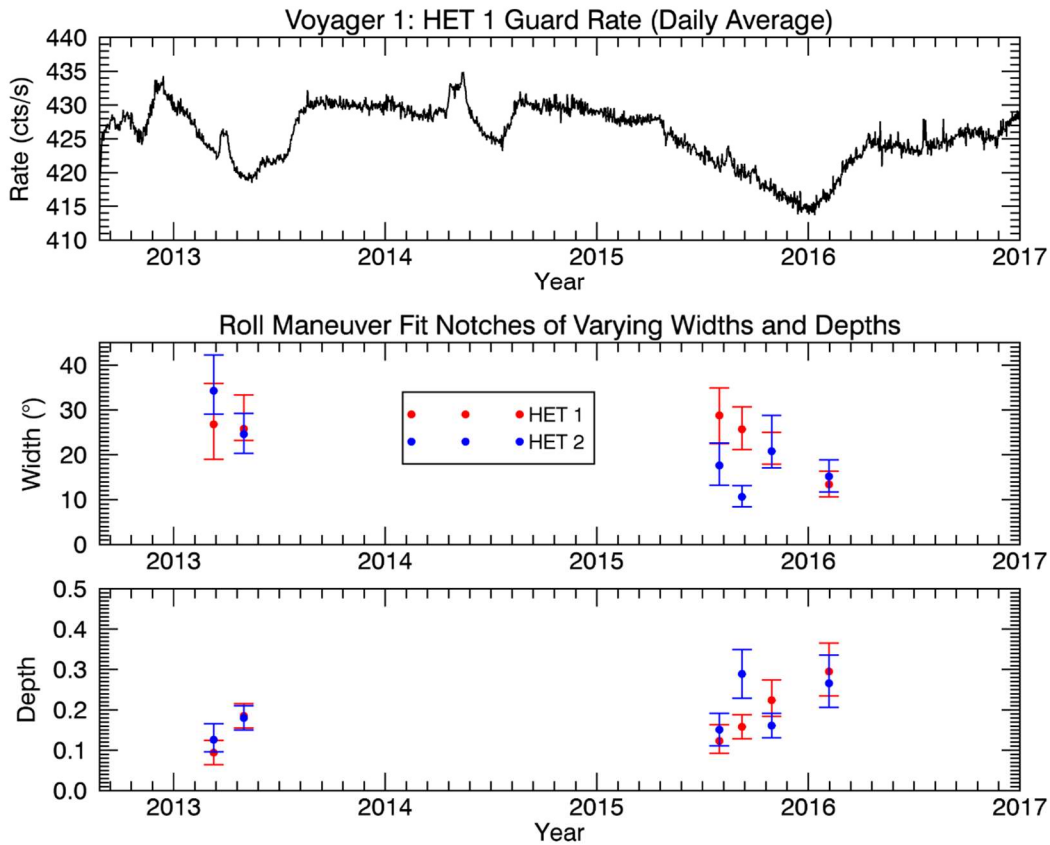 Voyager 1: HET 1 Guard Rate (Daily Average)
440
435
430
425
420
415
410
Rate (cts/s)
2013 2014 2015 2016 2017
Year
Roll Maneuver Fit Notches of Varying Widths and Depths
40
30
20
10
0
Width (°)
HET 1
HET 2
2013 2014 2015 2016 2017
0.5
0.4
0.3
0.2
0.1
0.0
Depth
2013 2014 2015 2016 2017
Year